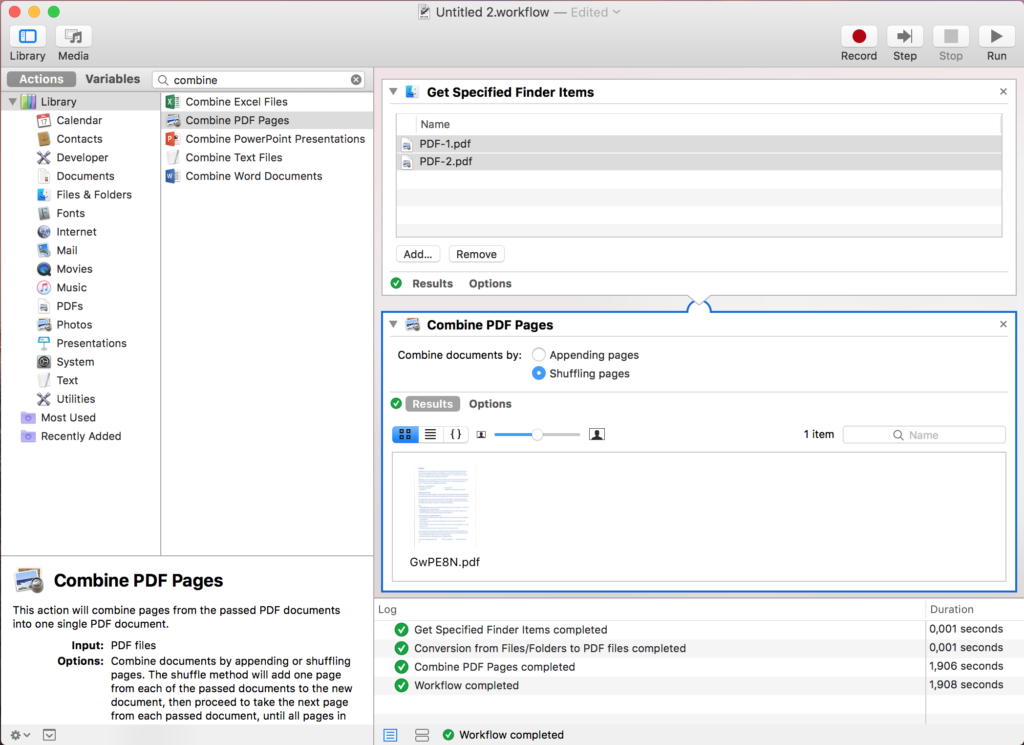 Untitled 2.workflow — Edited
Library
Media
Record
Step
Stop
Run
Actions
Variables
combine
Library
Calendar
Contacts
Developer
Documents
Files & Folders
Fonts
Internet
Mail
Movies
Music
PDFs
Photos
Presentations
System
Text
Utilities
Most Used
Recently Added
Combine Excel Files
Combine PDF Pages
Combine PowerPoint Presentations
Combine Text Files
Combine Word Documents
Combine PDF Pages
This action will combine pages from the passed PDF documents
into one single PDF document.
Input: PDF files
Options: Combine documents by appending or shuffling
pages. The shuffle method will add one page
from each of the passed documents to the new
document, then proceed to take the next page
from each passed document, until all pages in
Get Specified Finder Items
Name
PDF-1.pdf
PDF-2.pdf
Add...
Remove
Results
Options
Combine PDF Pages
Combine documents by:
Appending pages
Shuffling pages
Results
Options
{ }
1 item
Name
GwPE8N.pdf
Log
Duration
Get Specified Finder Items completed
0,001 seconds
Conversion from Files/Folders to PDF files completed
0,001 seconds
Combine PDF Pages completed
1,906 seconds
Workflow completed
1,908 seconds
Workflow completed